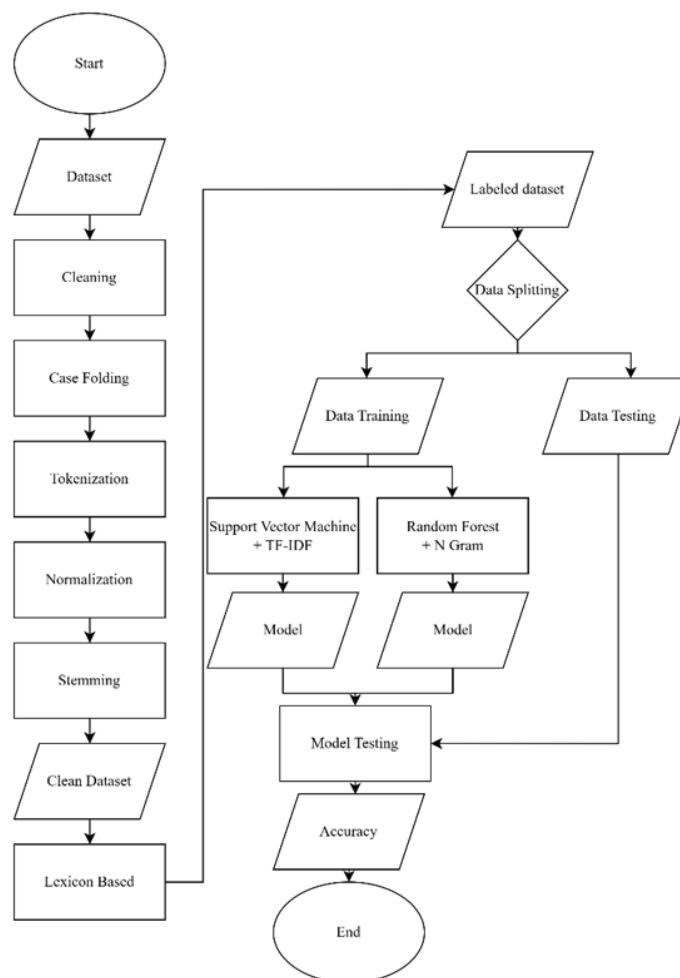 Start
Dataset
Cleaning
Case Folding
Tokenization
Normalization
Stemming
Clean Dataset
Lexicon Based
Labeled dataset
Data Splitting
Data Training
Data Testing
Support Vector Machine
+ TF-IDF
Random Forest
+ N Gram
Model
Model
Model Testing
Accuracy
End